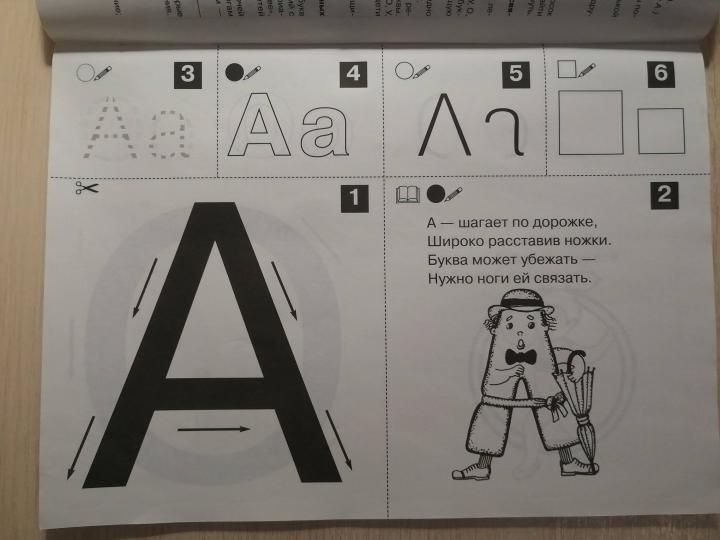 3
4
5
6
Аа
Аа
1
2
А
А — шагает по дорожке,
Широко расставив ножки.
Буква может убежать —
Нужно ноги ей связать.